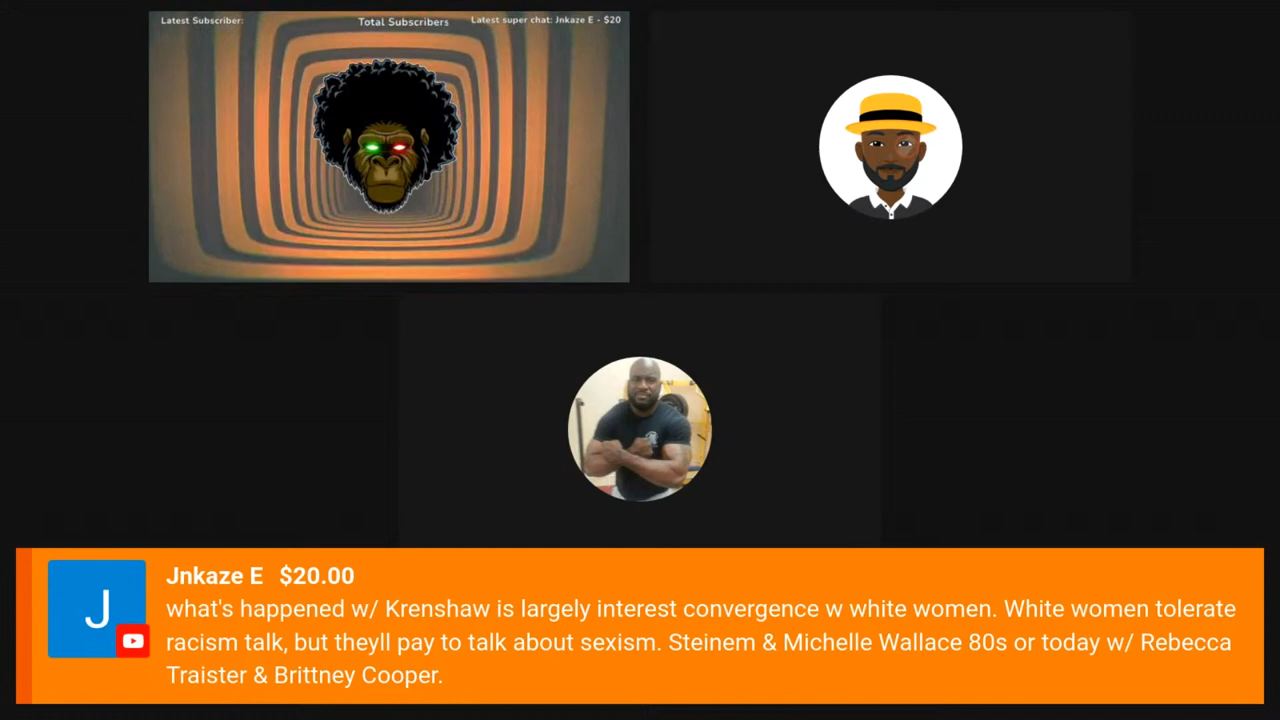 Latest Subscriber:
Total Subscribers
Latest super chat: Jnkaze E - $20
J
Jnkaze E $20.00
what's happened w/ Krenshaw is largely interest convergence w white women. White women tolerate
racism talk, but theyll pay to talk about sexism. Steinem & Michelle Wallace 80s or today w/ Rebecca
Traister & Brittney Cooper.